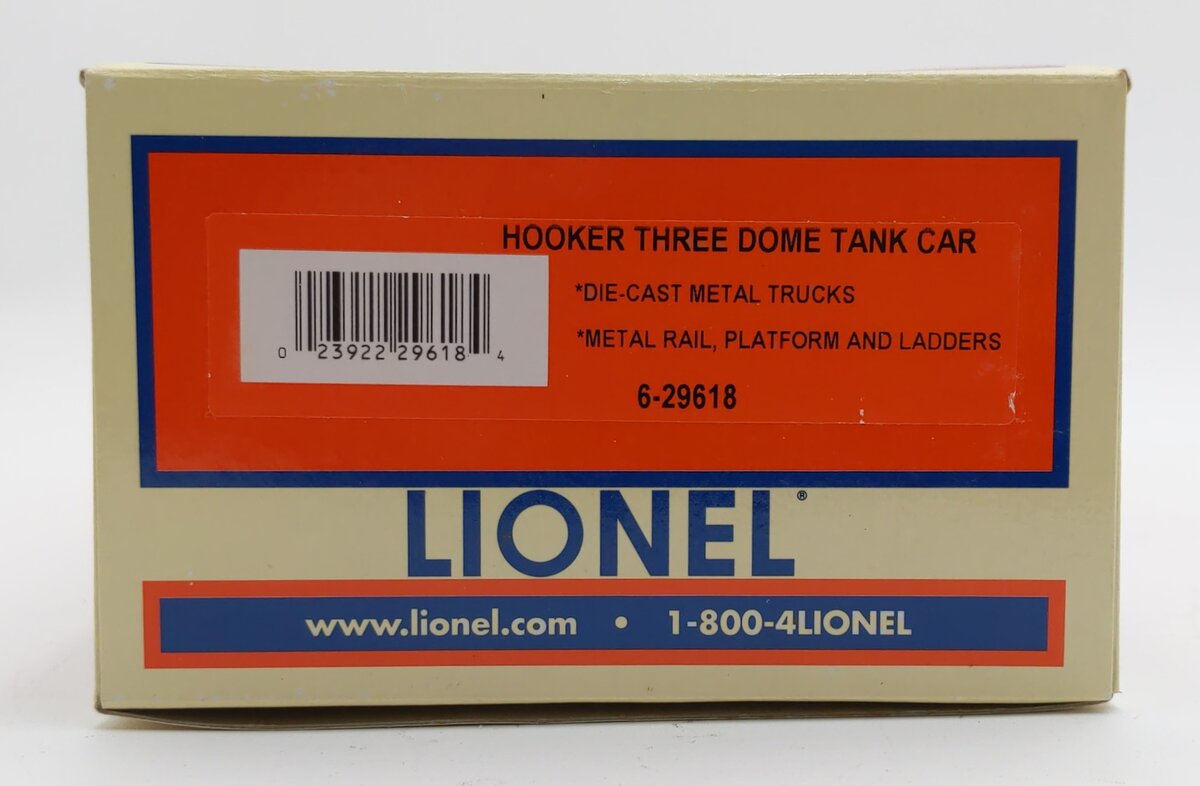 HOOKER THREE DOME TANK CAR
*DIE-CAST METAL TRUCKS
*METAL RAIL, PLATFORM AND LADDERS
6-29618
0 23922 29618 4
LIONEL®
www.lionel.com • 1-800-4LIONEL